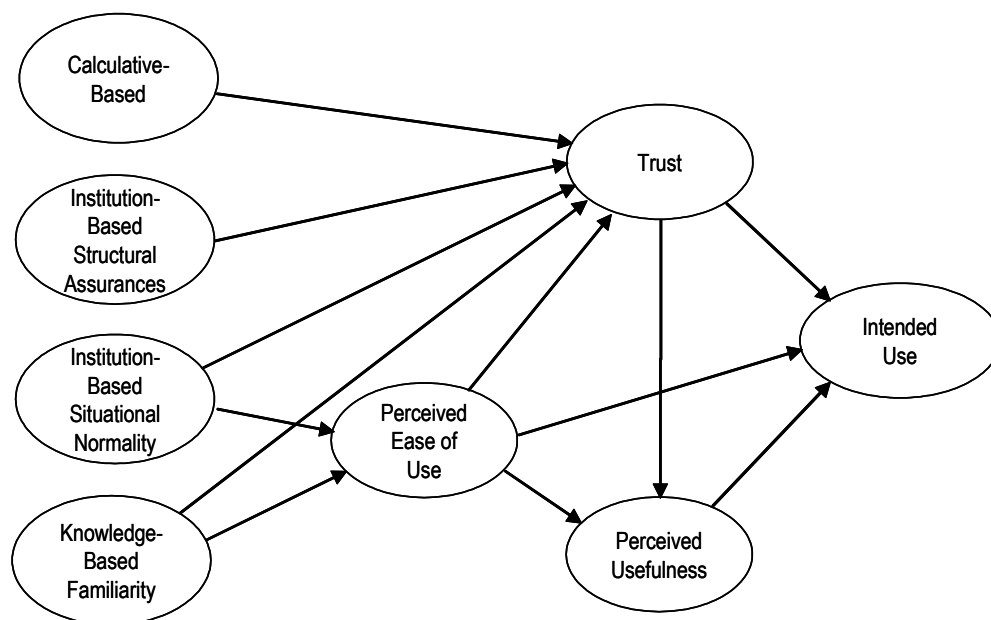 Calculative-
Based
Institution-
Based
Structural
Assurances
Institution-
Based
Situational
Normality
Knowledge-
Based
Familiarity
Perceived
Ease of
Use
Trust
Perceived
Usefulness
Intended
Use